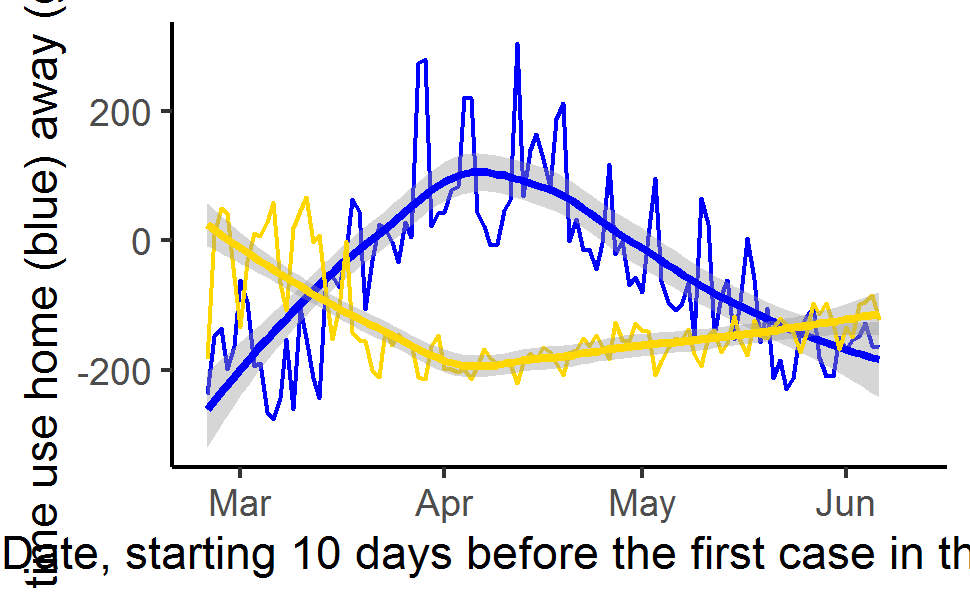 time use home (blue) away (
200
0
-200
Mar Apr May Jun
Date, starting 10 days before the first case in th